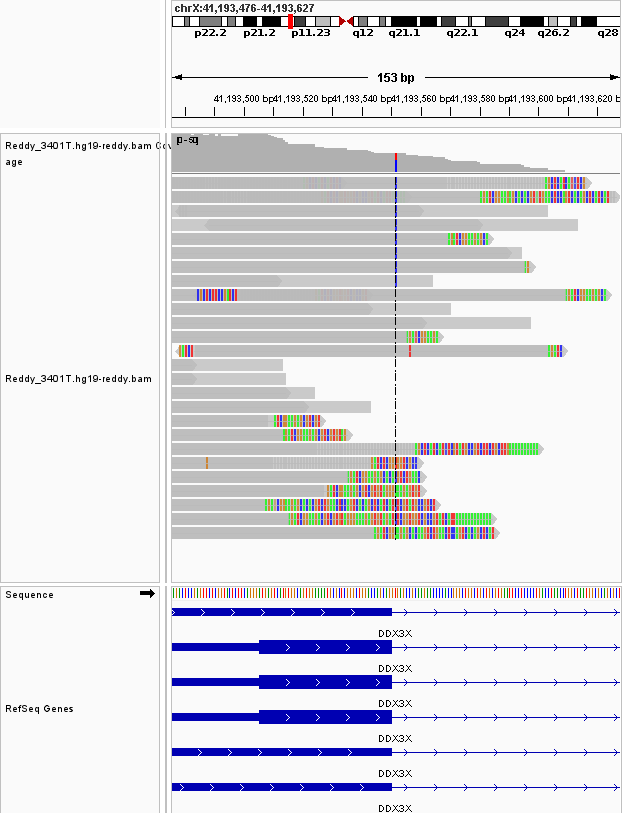 chrX:41,193,476-41,193,627
p22.2 p21.2 p11.23 q12 q21.1 q22.1 q24 q26.2 q28
153 bp
41,193,500 bp 41,193,520 bp 41,193,540 bp 41,193,560 bp 41,193,580 bp 41,193,600 bp 41,193,620 b
Reddy_3401T.hg19-reddy.bam Cov
age
Reddy_3401T.hg19-reddy.bam
Sequence
DDX3X
DDX3X
DDX3X
RefSeq Genes
DDX3X
DDX3X
DDX3X